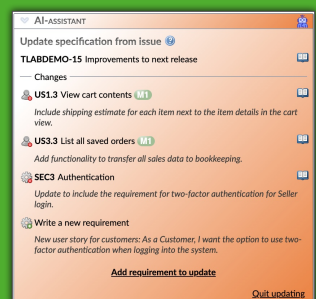 AI-ASSISTANT
Update specification from issue ?
TLABDEMO-15 Improvements to next release
Changes
US1.3 View cart contents M1
Include shipping estimate for each item next to the item details in the cart
view.
US3.3 List all saved orders M1
Add functionality to transfer all sales data to bookkeeping.
SEC3 Authentication
Update to include the requirement for two-factor authentication for Seller
login.
Write a new requirement
New user story for customers: As a Customer, I want the option to use two-
factor authentication when logging into the system.
Add requirement to update
Quit updating